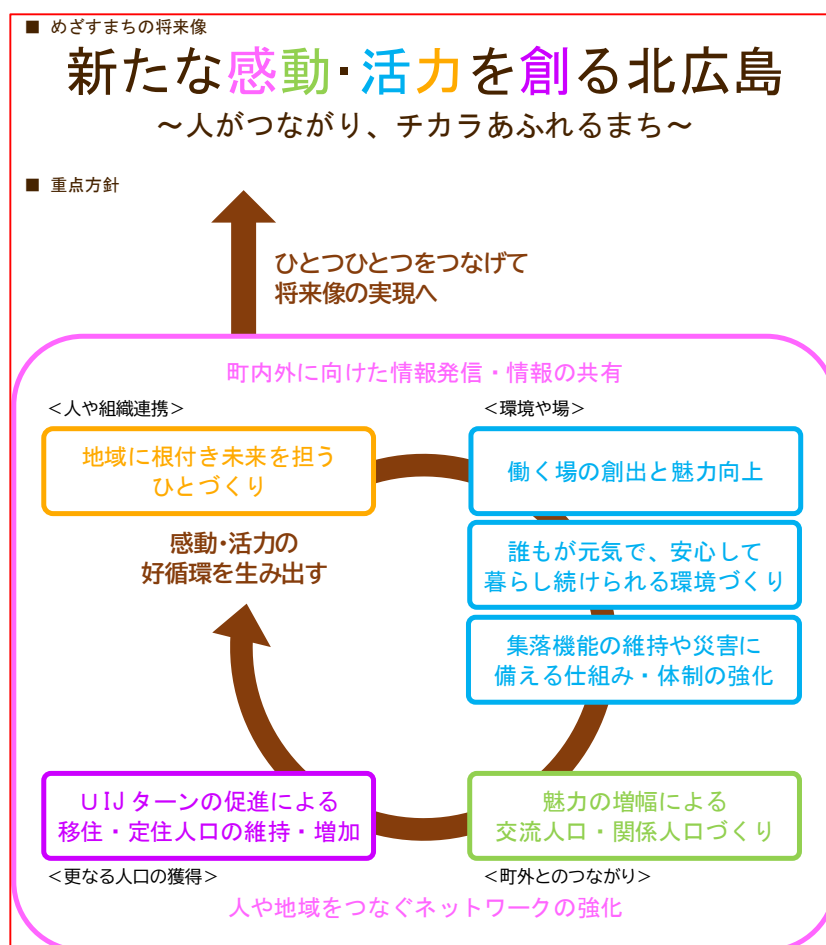 ■ めざすまちの将来像
新たな感動・活力を創る北広島
～人がつながり、チカラあふれるまち～
■ 重点方針
ひとつひとつをつなげて
将来像の実現へ
町内外に向けた情報発信・情報の共有
＜人や組織連携＞
地域に根付き未来を担う
ひとづくり
＜環境や場＞
働く場の創出と魅力向上
誰もが元気で、安心して
暮らし続けられる環境づくり
集落機能の維持や災害に
備える仕組み・体制の強化
感動・活力の
好循環を生み出す
UIJターンの促進による
移住・定住人口の維持・増加
＜更なる人口の獲得＞
魅力の増幅による
交流人口・関係人口づくり
＜町外とのつながり＞
人や地域をつなぐネットワークの強化